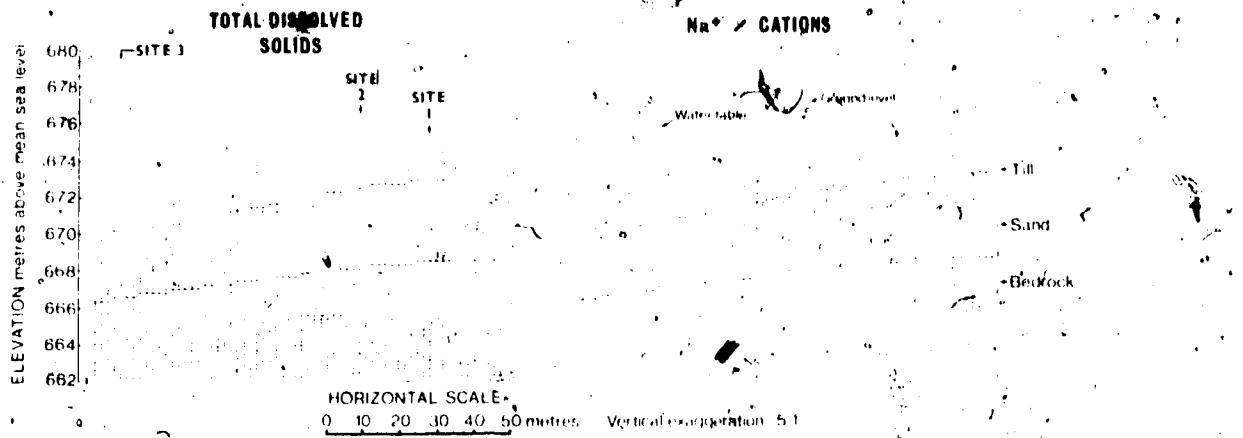 TOTAL DISSOLVED
SOLIDS
Na⁺ / CATIONS
ELEVATION metres above mean sea level
680
678
676
674
672
670
668
666
664
662
SITE 3
SITE
2
SITE
Water table
Ground level
Till
Sand
Bedrock
HORIZONTAL SCALE
0 10 20 30 40 50 metres Vertical exaggeration 5:1